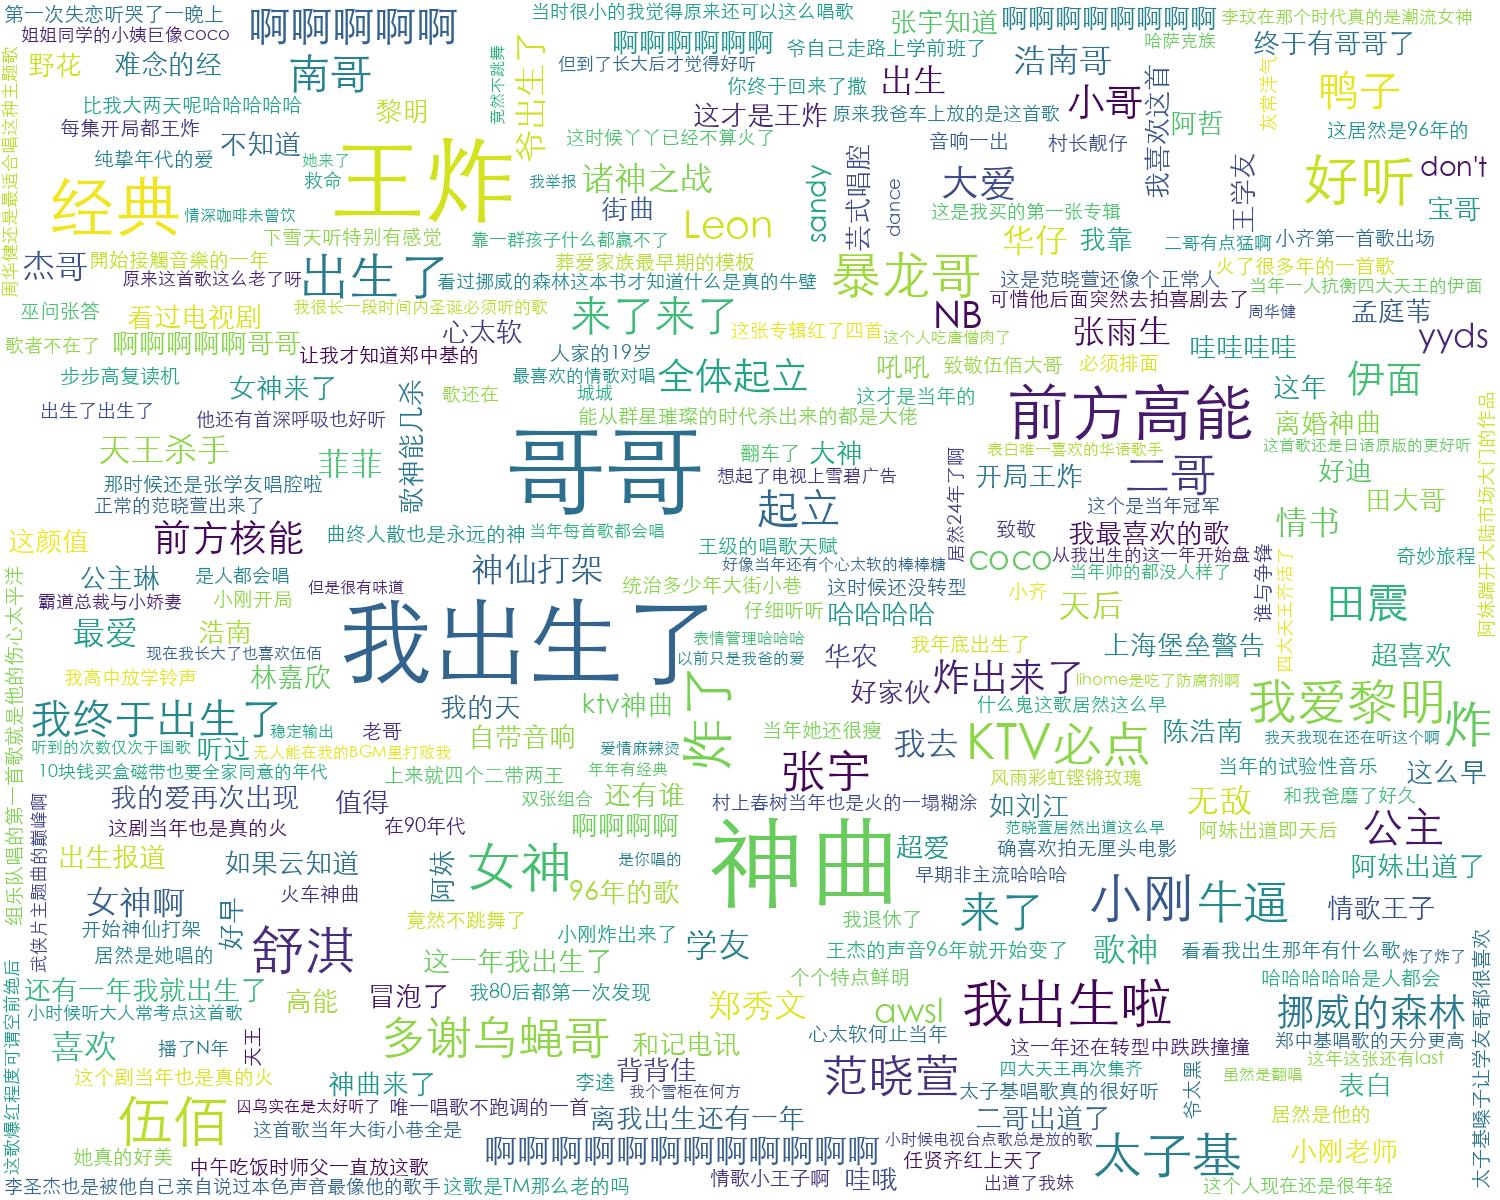 第一次失恋听哭了一晚上
啊啊啊啊啊
当时很小的我觉得原来还可以这么唱歌
张宇知道
啊啊啊啊啊啊啊啊
李玟在那个时代真的是潮流女神
姐姐同学的小姨巨像coco
啊啊啊啊啊啊
爷自己走路上学前班了
哈萨克族
终于有哥哥了
周华健还是最适合唱这种主题歌
野花
难念的经
南哥
竟然不跳舞
爷出生了
但到了长大后才觉得好听
出生
浩南哥
我喜欢这首
灰常洋气
鸭子
比我大两天呢哈哈哈哈哈
黎明
你终于回来了撒
小哥
每集开局都王炸
不知道
这才是王炸
原来我爸车上放的是这首歌
阿哲
这居然是96年的
纯挚年代的爱
她来了
王炸
这时候丫丫已经不算火了
音响一出
村长靓仔
救命
我举报
诸神之战
sandy
芸式唱腔
dance
大爱
王学友
好听
don't
经典
情深咖啡未曾饮
街曲
Leon
这是我买的第一张专辑
宝哥
下雪天听特别有感觉
靠一群孩子什么都赢不了
华仔
我靠
二哥有点猛啊
小齐第一首歌出场
杰哥
開始接觸音樂的一年
出生了
葬爱家族最早期的模板
暴龙哥
这是范晓萱还像个正常人
火了很多年的一首歌
原来这首歌这么老了呀
看过挪威的森林这本书才知道什么是真的牛壁
当年一人抗衡四大天王的伊面
巫问张答
看过电视剧
我很长一段时间内圣诞必须听的歌
来了来了
NB
可惜他后面突然去拍喜剧去了
周华健
孟庭苇
歌者不在了
啊啊啊啊啊哥哥
心太软
这张专辑红了四首
这个人吃唐僧肉了
张雨生
哇哇哇哇
yyds
让我才知道郑中基的
人家的19岁
全体起立
吼吼
致敬伍佰大哥
必须排面
步步高复读机
女神来了
最喜欢的情歌对唱
这年
伊面
出生了出生了
他还有首深呼吸也好听
歌神能几杀
歌还在
城城
这才是当年的
前方高能
能从群星璀璨的时代杀出来的都是大佬
离婚神曲
阿妹踹开大陆市场大门的作品
天王杀手
菲菲
哥哥
翻车了
大神
表白唯一喜欢的华语歌手
这首歌还是日语原版的更好听
那时候还是张学友唱腔啦
想起了电视上雪碧广告
居然24年了啊
开局王炸
二哥
好迪
正常的范晓萱出来了
起立
这个是当年冠军
田大哥
这颜值
前方核能
曲终人散也是永远的神
当年每首歌都会唱
致敬
我最喜欢的歌
情书
王级的唱歌天赋
coco
从我出生的这一年开始盘
奇妙旅程
公主琳
是人都会唱
但是很有味道
神仙打架
好像当年还有个心太软的棒棒糖
当年帅的都没人样了
谁与争锋
四大天王齐活了
霸道总裁与小娇妻
小刚开局
统治多少年大街小巷
这时候还没转型
小齐
天后
田震
最爱
浩南
我出生了
仔细听听
哈哈哈哈
组乐队唱的第一首歌就是他的伤心太平洋
现在我长大了也喜欢伍佰
表情管理哈哈哈
我年底出生了
上海堡垒警告
超喜欢
我高中放学铃声
林嘉欣
以前只是我爸的爱
华农
炸出来了
lihome是吃了防腐剂啊
我终于出生了
稳定输出
老哥
我的天
ktv神曲
炸了
好家伙
什么鬼这歌居然这么早
我爱黎明
炸
听到的次数仅次于国歌
听过
无人能在我的BGM里打败我
自带音响
爱情麻辣烫
当年她还很瘦
我去
KTV必点
陈浩南
我天我现在还在听这个啊
10块钱买盒磁带也要全家同意的年代
上来就四个二带两王
年年有经典
张宇
风雨彩虹铿锵玫瑰
当年的试验性音乐
这么早
武侠片主题曲的巅峰啊
我的爱再次出现
值得
双张组合
还有谁
村上春树当年也是火的一塌糊涂
如刘江
无敌
和我爸磨了好久
这剧当年也是真的火
在90年代
啊啊啊啊
神曲
范晓萱居然出道这么早
阿妹出道即天后
公主
出生报道
如果云知道
阿妹
女神
是你唱的
超爱
确喜欢拍无厘头电影
阿妹出道了
女神啊
火车神曲
96年的歌
早期非主流哈哈哈
好早
竟然不跳舞了
我退休了
来了
小刚
牛逼
情歌王子
开始神仙打架
舒淇
小刚炸出来了
学友
居然是她唱的
这一年我出生了
王杰的声音96年就开始变了
歌神
看看我出生那年有什么歌
炸了炸了
太子基嗓子让学友哥都很喜欢
这歌爆红程度可谓空前绝后
还有一年我就出生了
高能
冒泡了
我80后都第一次发现
个个特点鲜明
哈哈哈哈哈是人都会
小时候听大人常考点这首歌
郑秀文
awsl
我出生啦
挪威的森林
喜欢
播了N年
天王
多谢乌蝇哥
和记电讯
心太软何止当年
郑中基唱歌的天分更高
这一年还在转型中跌跌撞撞
这年这张还有last
这个剧当年也是真的火
神曲来了
李逵
背背佳
范晓萱
四大天王再次集齐
爷太黑
虽然是翻唱
表白
我个雪柜在何方
太子基唱歌真的很好听
伍佰
囚鸟实在是太好听了
唯一唱歌不跑调的一首
离我出生还有一年
二哥出道了
居然是他的
这首歌当年大街小巷全是
她真的好美
啊啊啊啊啊啊啊啊啊啊啊啊啊
小时候电视台点歌总是放的歌
太子基
小刚老师
中午吃饭时师父一直放这歌
任贤齐红上天了
李圣杰也是被他自己亲自说过本色声音最像他的歌手
这歌是TM那么老的吗
情歌小王子啊
哇哦
出道了我妹
这个人现在还是很年轻